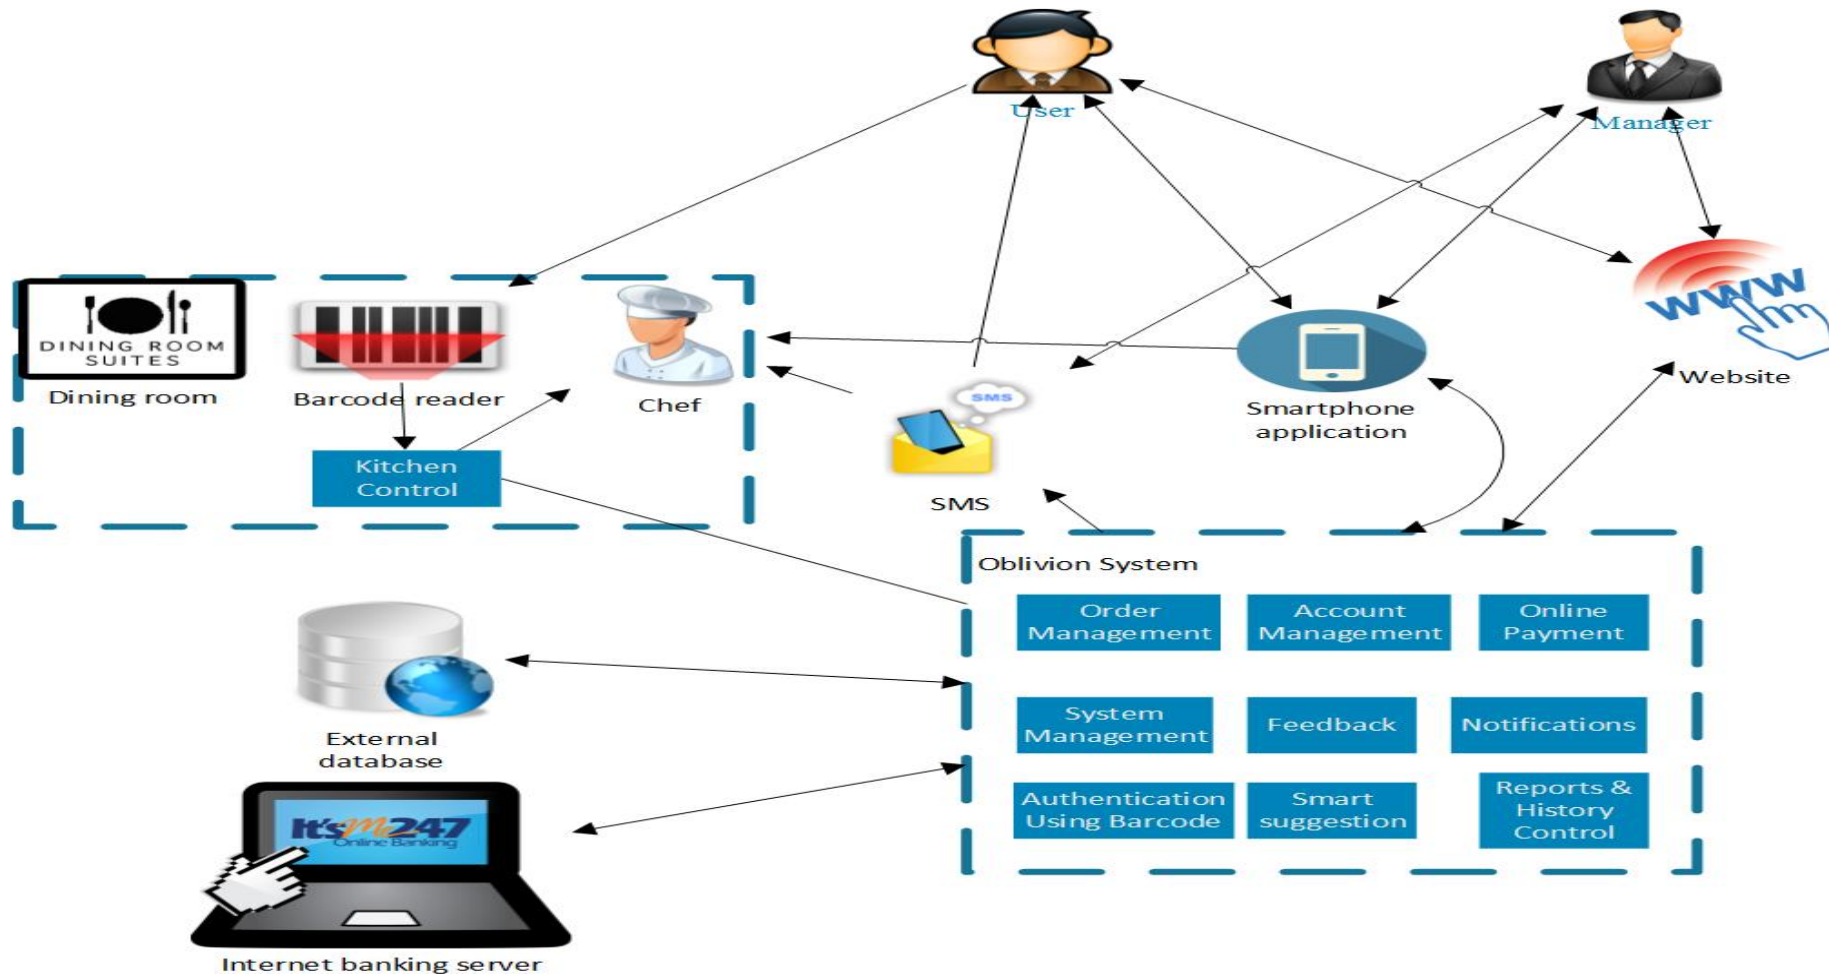 User
Manager
DINING ROOM
SUITES
Dining room
Barcode reader
Chef
SMS
SMS
Smartphone
application
www
Website
Kitchen
Control
Oblivion System
Order
Management
Account
Management
Online
Payment
System
Management
Feedback
Notifications
Authentication
Using Barcode
Smart
suggestion
Reports &
History
Control
External
database
It'sMe247
Online Banking
Internet banking server